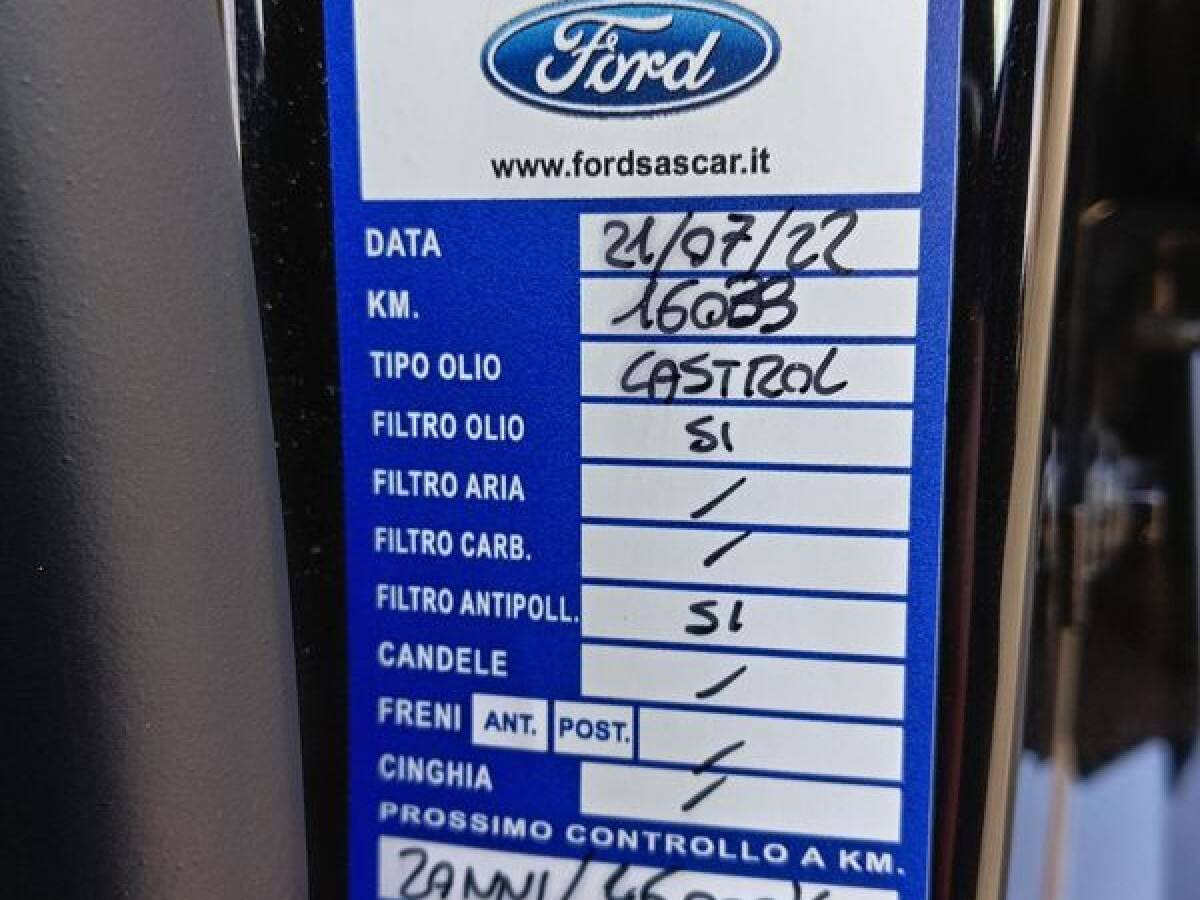 Ford
www.fordsascar.it
DATA 21/07/22
KM. 16033
TIPO OLIO CASTROL
FILTRO OLIO SI
FILTRO ARIA /
FILTRO CARB. /
FILTRO ANTIPOLL. SI
CANDELE /
FRENI ANT. POST. /
CINGHIA /
PROSSIMO CONTROLLO A KM.
2ANNI/